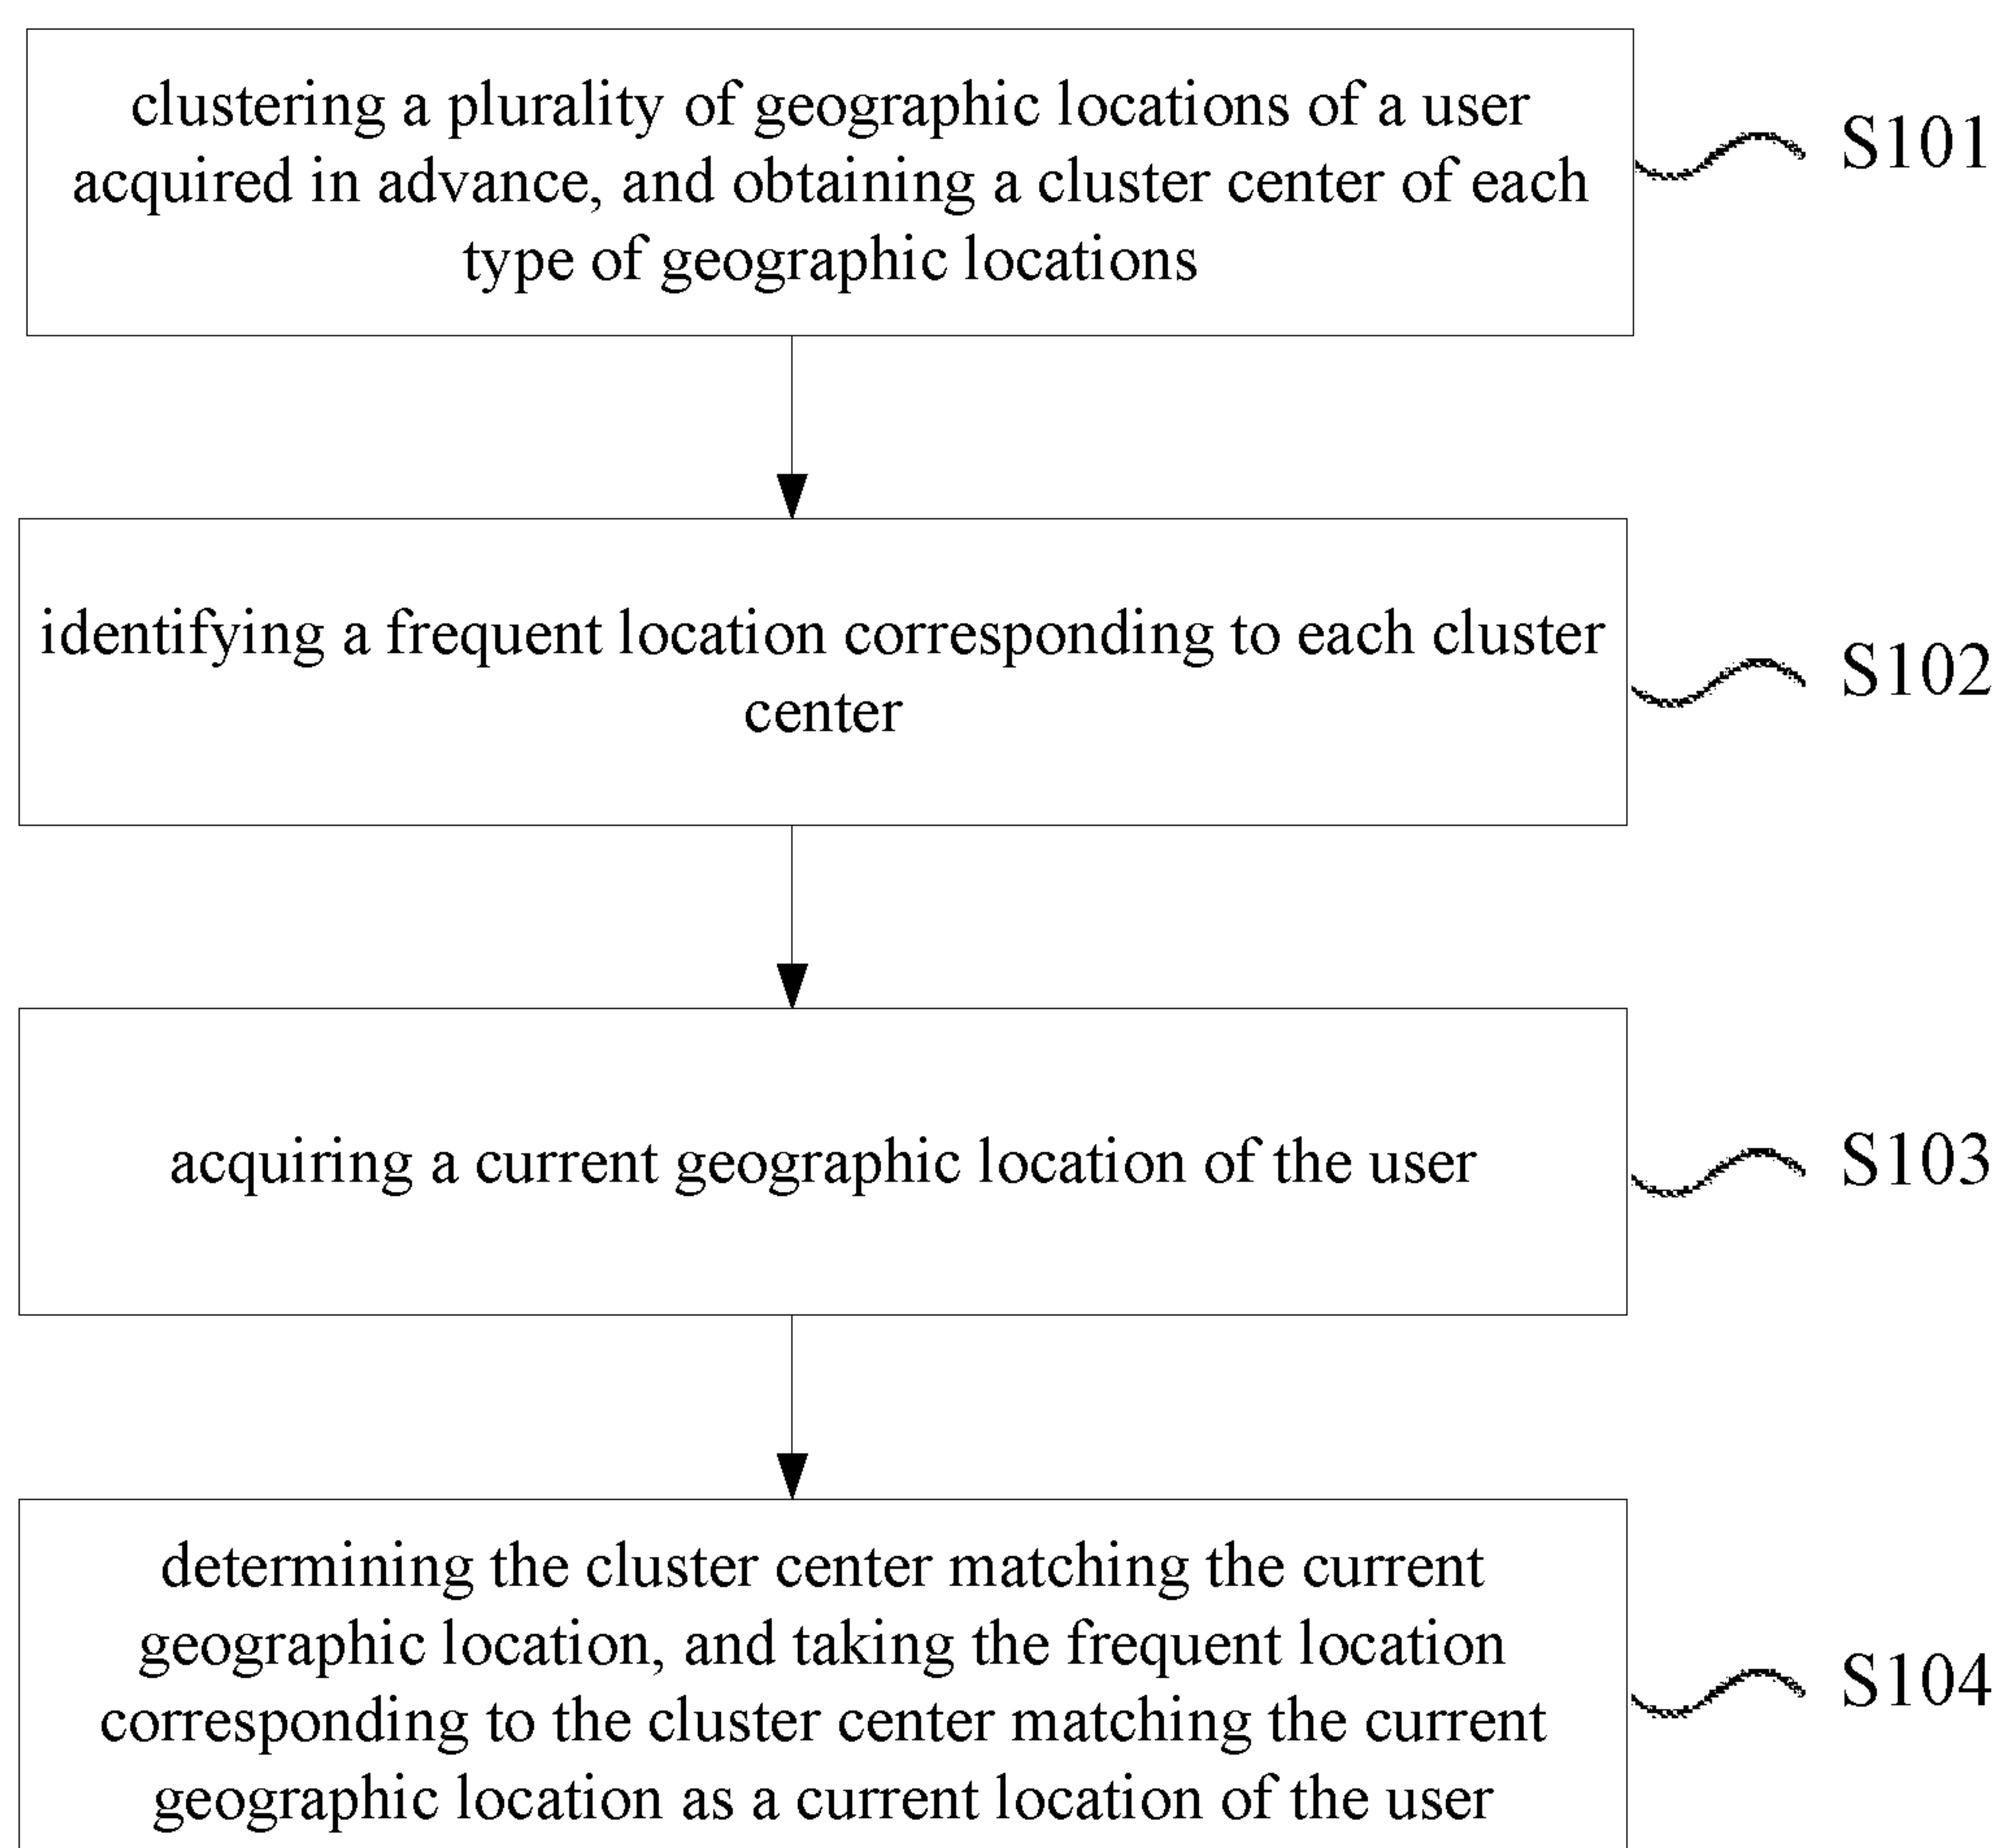 clustering a plurality of geographic locations of a user
acquired in advance, and obtaining a cluster center of each
type of geographic locations
S101
identifying a frequent location corresponding to each cluster
center
S102
acquiring a current geographic location of the user
S103
determining the cluster center matching the current
geographic location, and taking the frequent location
corresponding to the cluster center matching the current
geographic location as a current location of the user
S104